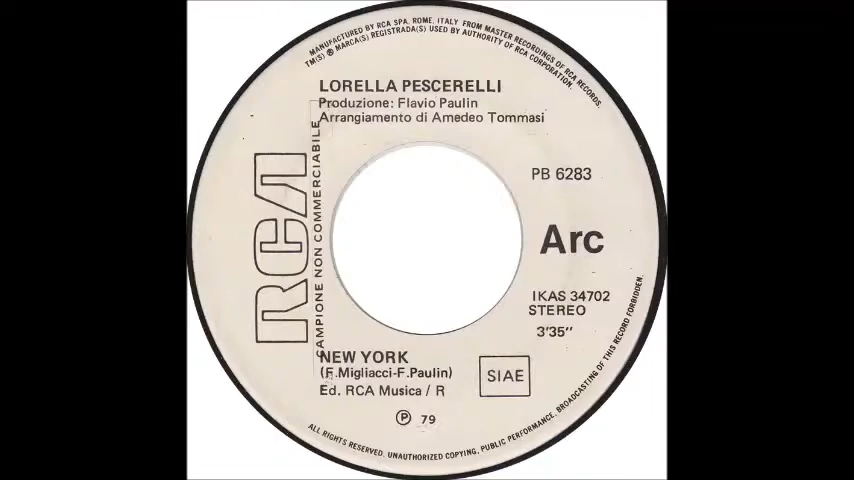 MANUFACTURED BY RCA SPA, ROME, ITALY FROM MASTER RECORDINGS OF RCA RECORDS.
TM(S) ® MARCA(S) REGISTRADA(S) USED BY AUTHORITY OF RCA CORPORATION.
LORELLA PESCERELLI
Produzione: Flavio Paulin
Arrangiamento di Amedeo Tommasi
RCA
CAMPIONE NON COMMERCIABILE
PB 6283
Arc
IKAS 34702
STEREO
3'35"
NEW YORK
(F.Migliacci-F.Paulin)
Ed. RCA Musica / R
SIAE
Ⓟ 79
ALL RIGHTS RESERVED. UNAUTHORIZED COPYING, PUBLIC PERFORMANCE, BROADCASTING OF THIS RECORD FORBIDDEN.